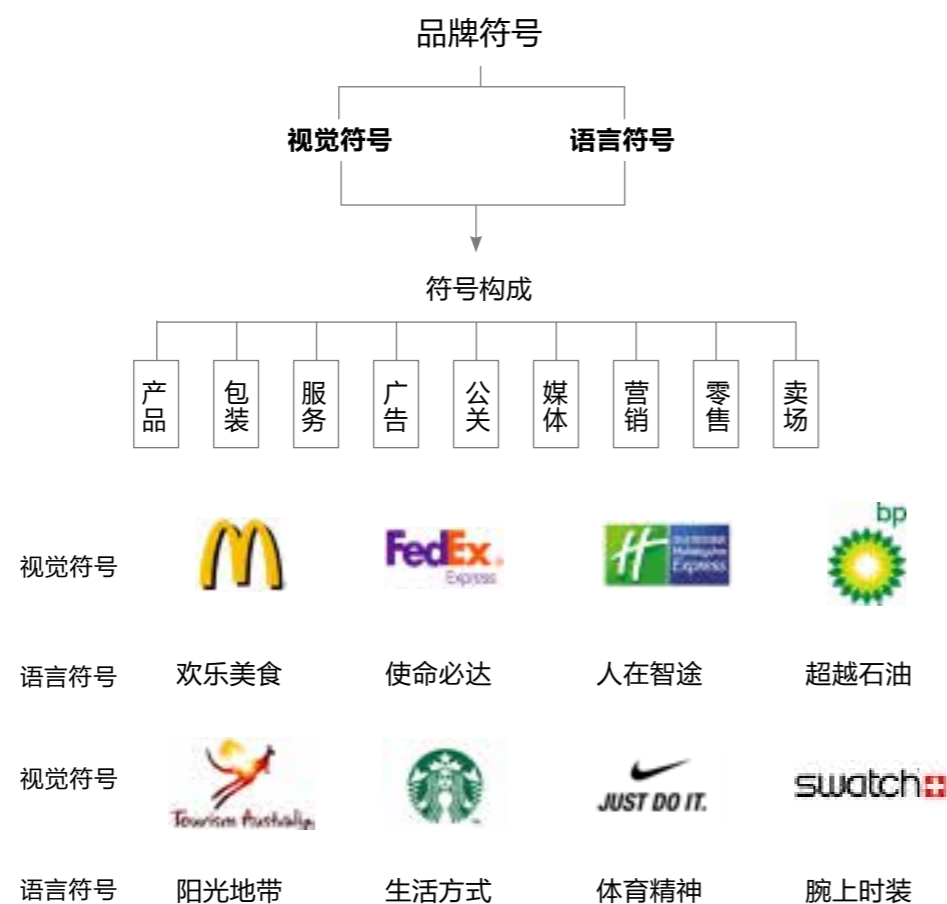 品牌符号
视觉符号 语言符号
符号构成
产品 包装 服务 广告 公关 媒体 营销 零售 卖场
bp
视觉符号 FedEx Express Express
语言符号 欢乐美食 使命必达 人在智途 超越石油
视觉符号 Tourism Australia JUST DO IT. swatch
语言符号 阳光地带 生活方式 体育精神 腕上时装